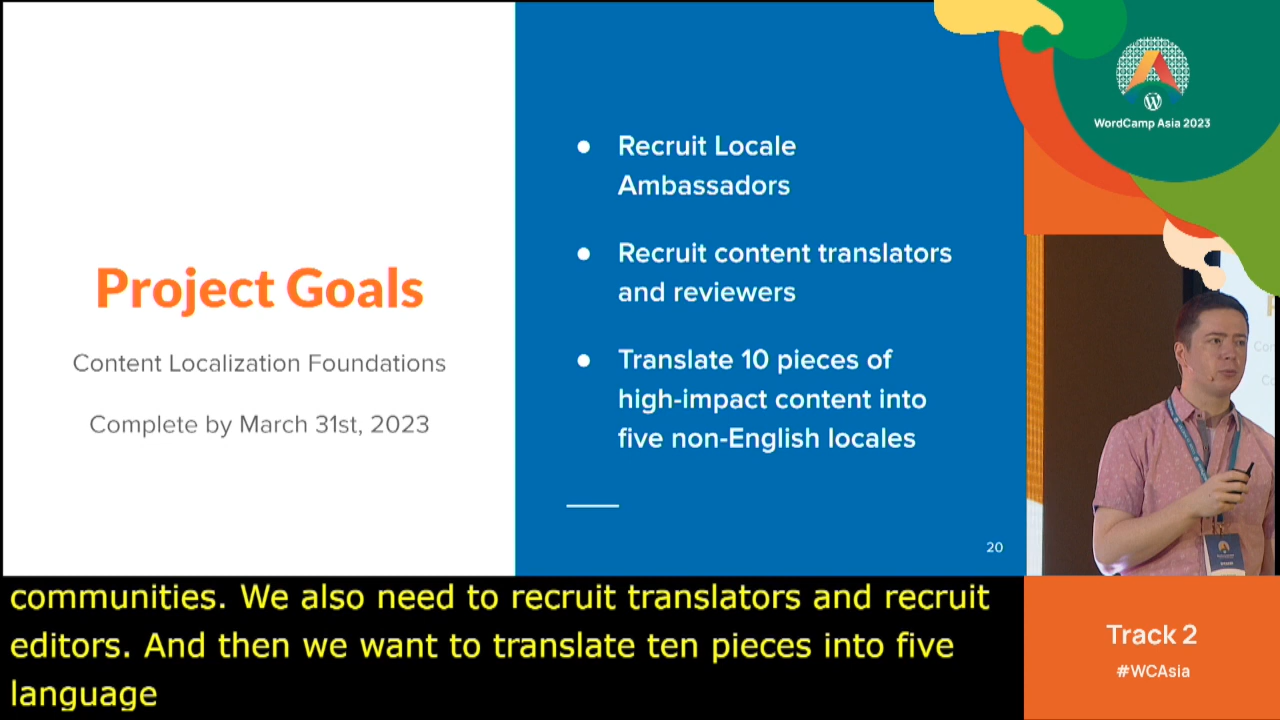 Project Goals
Content Localization Foundations
Complete by March 31st, 2023
● Recruit Locale
Ambassadors
● Recruit content translators
and reviewers
● Translate 10 pieces of
high-impact content into
five non-English locales
20
WordCamp Asia 2023
communities. We also need to recruit translators and recruit
editors. And then we want to translate ten pieces into five
language
Track 2
#WCAsia